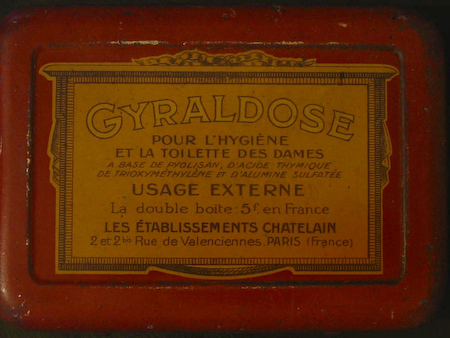 GYRALDOSE
POUR L'HYGIÈNE
ET LA TOILETTE DES DAMES
A BASE DE PYOLISAN, D'ACIDE THYMIQUE
DE TRIOXYMÉTHYLÈNE ET D'ALUMINE SULFATÉE
USAGE EXTERNE
La double boite: 5f. en France
LES ÉTABLISSEMENTS CHATELAIN
2 et 2bis Rue de Valenciennes PARIS (France)